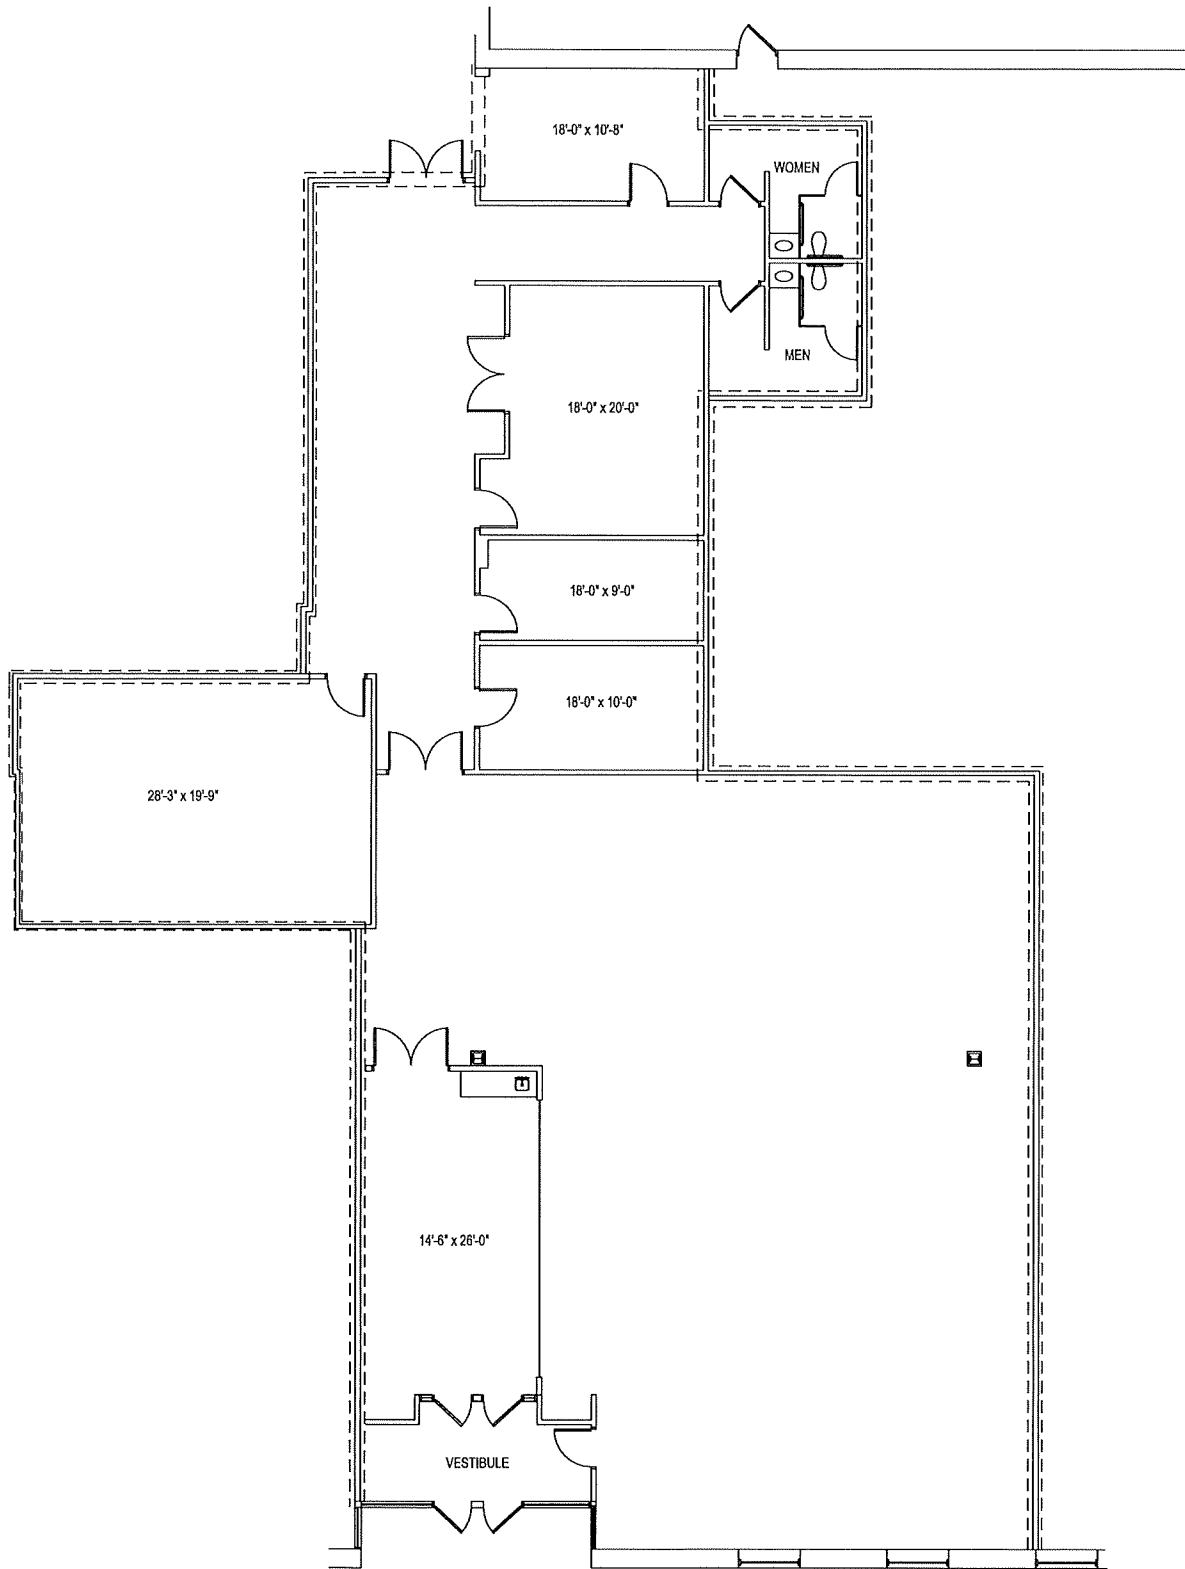 18'-0" x 10'-8"
WOMEN
MEN
18'-0" x 20'-0"
18'-0" x 9'-0"
18'-0" x 10'-0"
28'-3" x 19'-9"
14'-6" x 26'-0"
VESTIBULE